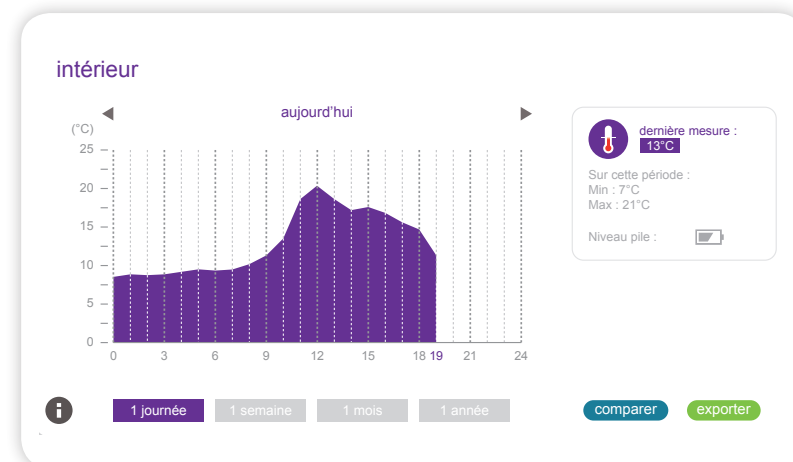 intérieur
aujourd'hui
(°C)
25
20
15
10
5
0
0 3 6 9 12 15 18 19 21 24
dernière mesure :
13°C
Sur cette période :
Min : 7°C
Max : 21°C
Niveau pile :
1 journée 1 semaine 1 mois 1 année
comparer exporter